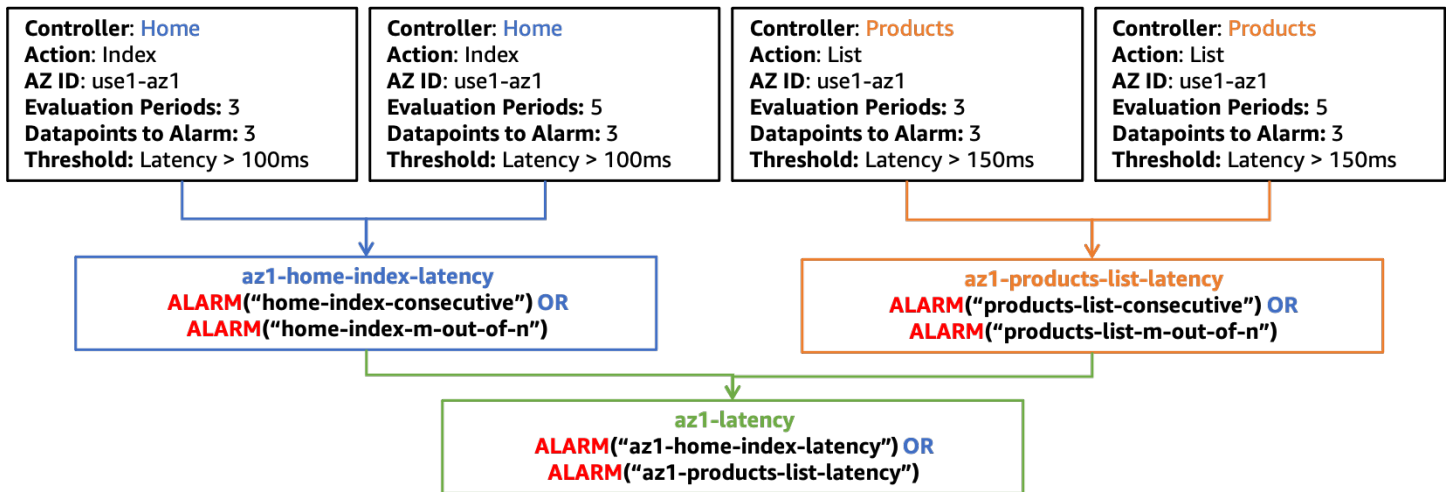 Controller: Home
Action: Index
AZ ID: use1-az1
Evaluation Periods: 3
Datapoints to Alarm: 3
Threshold: Latency > 100ms
Controller: Home
Action: Index
AZ ID: use1-az1
Evaluation Periods: 5
Datapoints to Alarm: 3
Threshold: Latency > 100ms
Controller: Products
Action: List
AZ ID: use1-az1
Evaluation Periods: 3
Datapoints to Alarm: 3
Threshold: Latency > 150ms
Controller: Products
Action: List
AZ ID: use1-az1
Evaluation Periods: 5
Datapoints to Alarm: 3
Threshold: Latency > 150ms
az1-home-index-latency
ALARM(“home-index-consecutive”) OR
ALARM(“home-index-m-out-of-n”)
az1-products-list-latency
ALARM(“products-list-consecutive”) OR
ALARM(“products-list-m-out-of-n”)
az1-latency
ALARM(“az1-home-index-latency”) OR
ALARM(“az1-products-list-latency”)